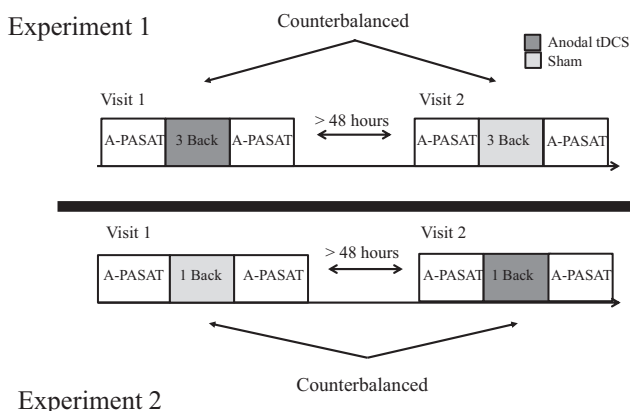 Counterbalanced
Experiment 1
Anodal tDCS
Sham
Visit 1
Visit 2
> 48 hours
A-PASAT 3 Back A-PASAT
A-PASAT 3 Back A-PASAT
Visit 1
Visit 2
> 48 hours
A-PASAT 1 Back A-PASAT
A-PASAT 1 Back A-PASAT
Counterbalanced
Experiment 2